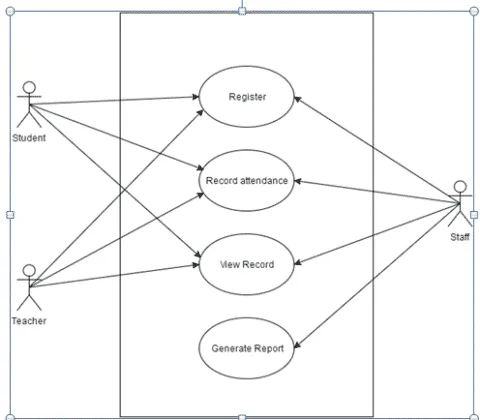 Register
Student
Record attendance
Staff
View Record
Teacher
Generate Report